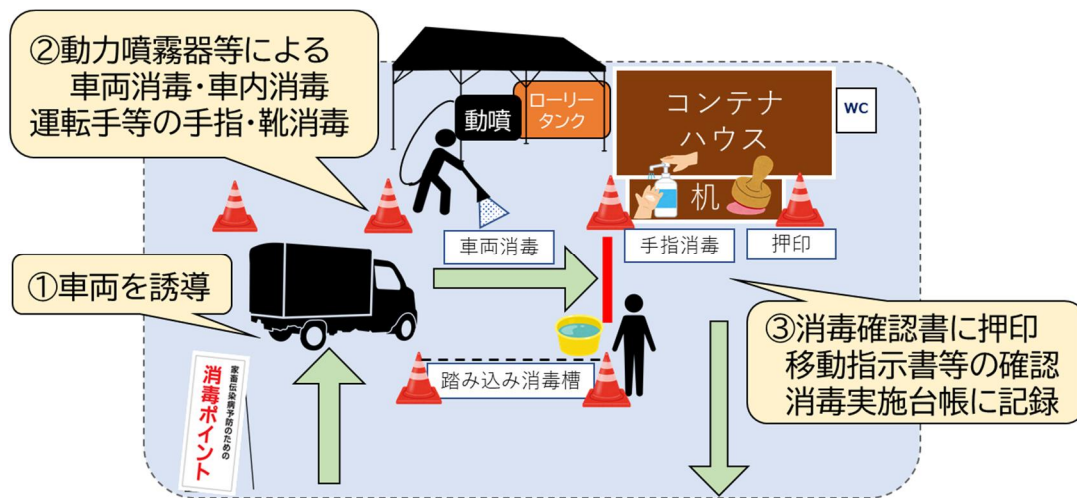 ②動力噴霧器等による
車両消毒・車内消毒
運転手等の手指・靴消毒
動噴
ローリー
タンク
コンテナ
ハウス
WC
机
車両消毒
手指消毒
押印
①車両を誘導
③消毒確認書に押印
移動指示書等の確認
消毒実施台帳に記録
踏み込み消毒槽
家畜伝染病予防のための
消毒ポイント